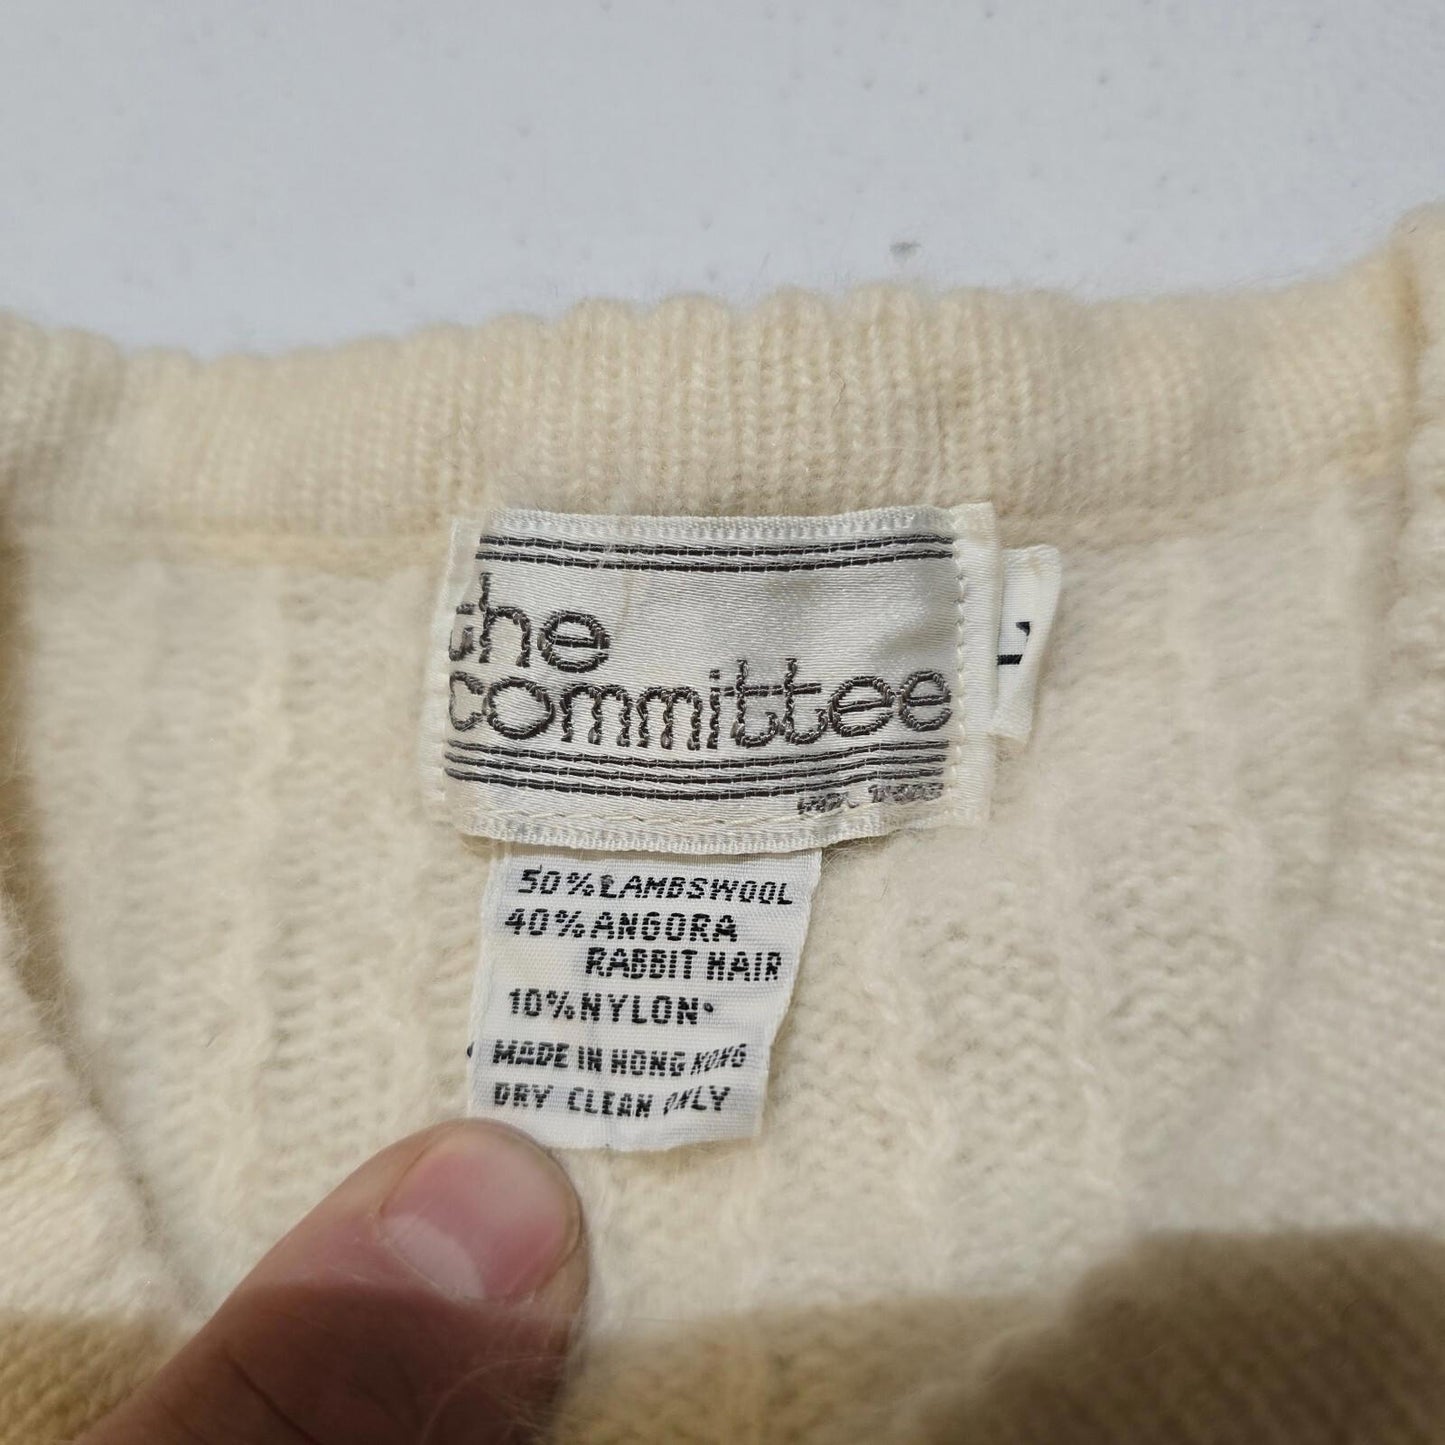 the
committee
L
50% LAMBSWOOL
40% ANGORA
RABBIT HAIR
10% NYLON
MADE IN HONG KONG
DRY CLEAN ONLY